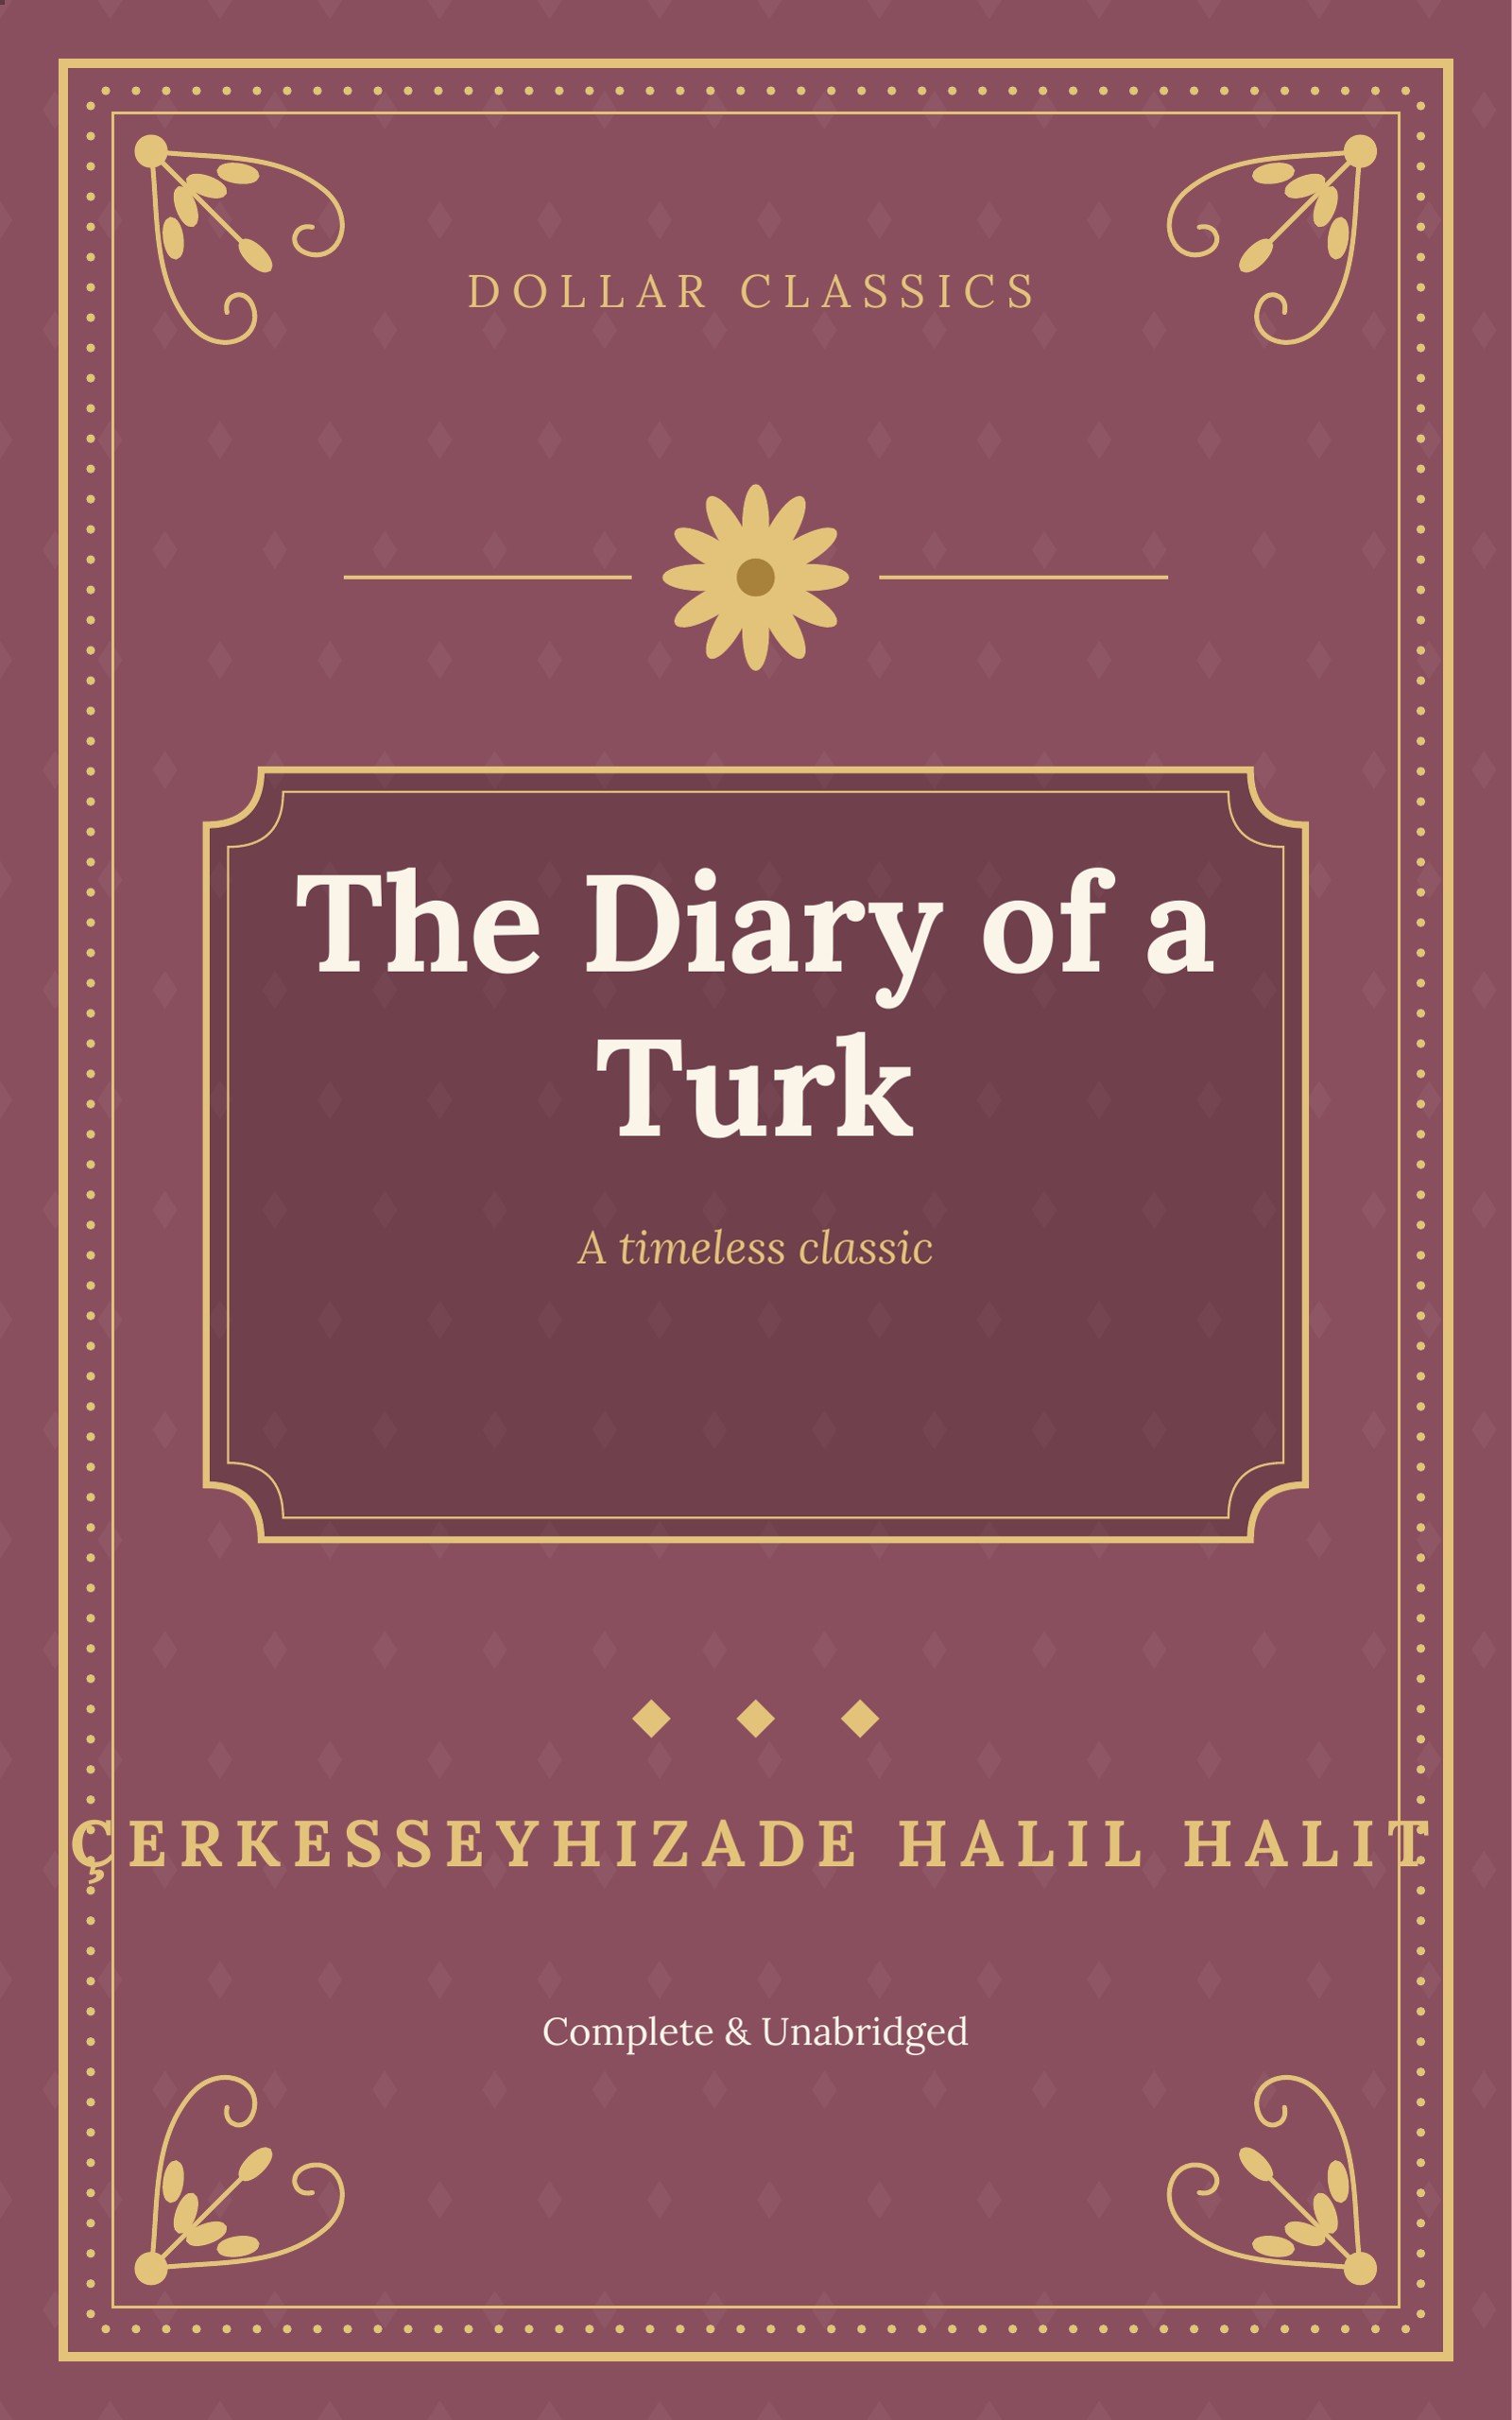 DOLLAR CLASSICS
The Diary of a
Turk
A timeless classic
ÇERKESSEYHIZADE HALIL HALIT
Complete & Unabridged